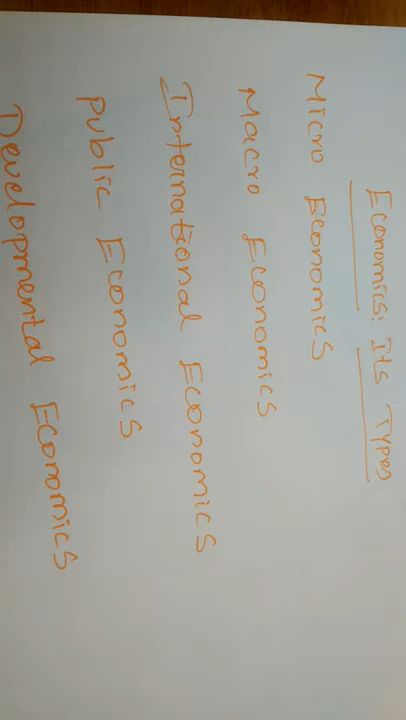 Economics: Its Types
Micro Economics
Macro Economics
International Economics
Public Economics
Developmental Economics